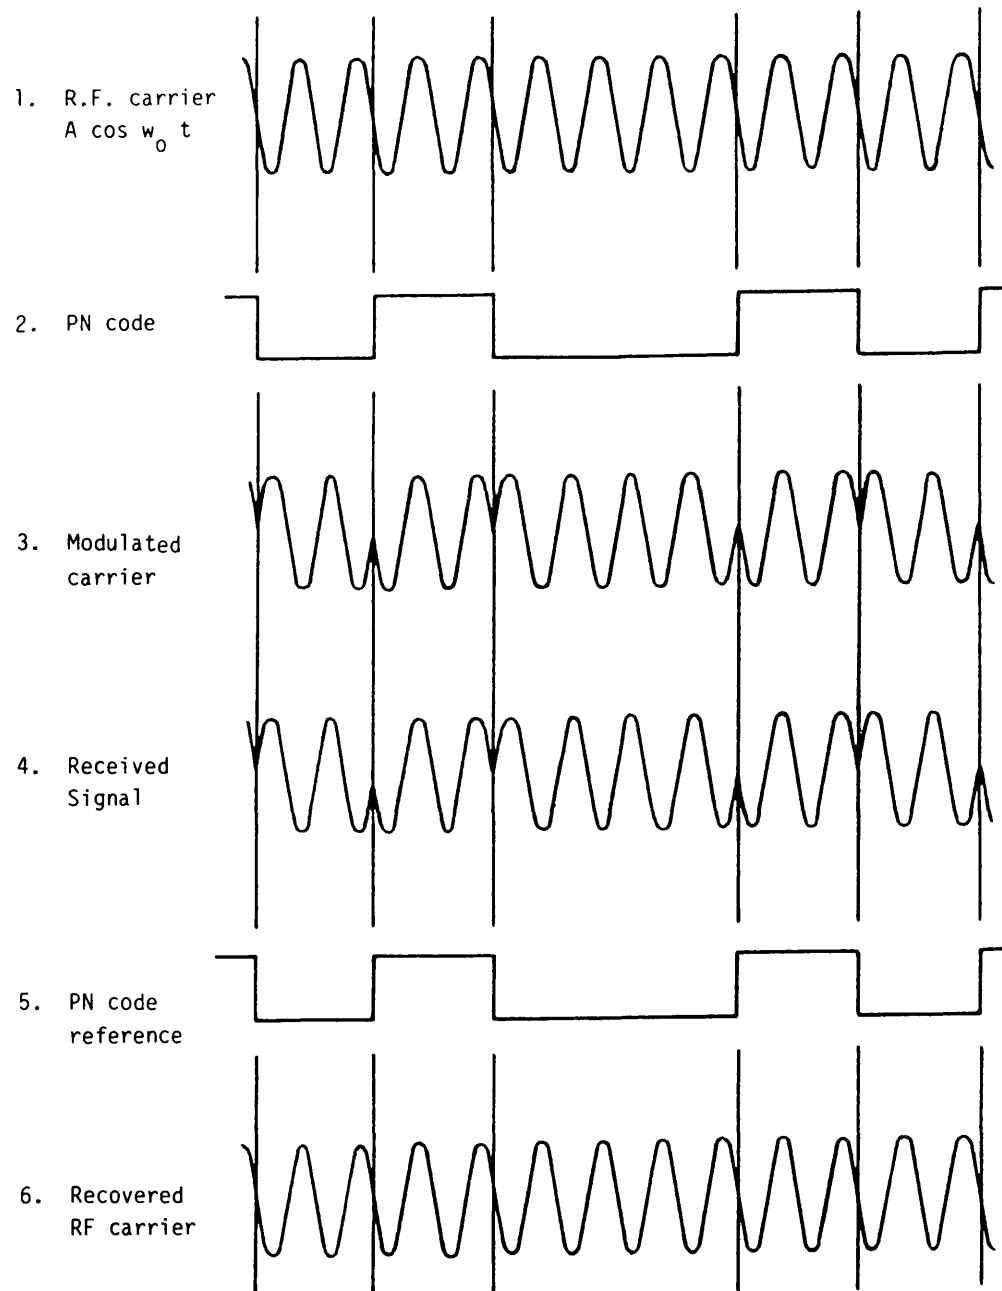 1. R.F. carrier
A cos w_o t
2. PN code
3. Modulated
carrier
4. Received
Signal
5. PN code
reference
6. Recovered
RF carrier